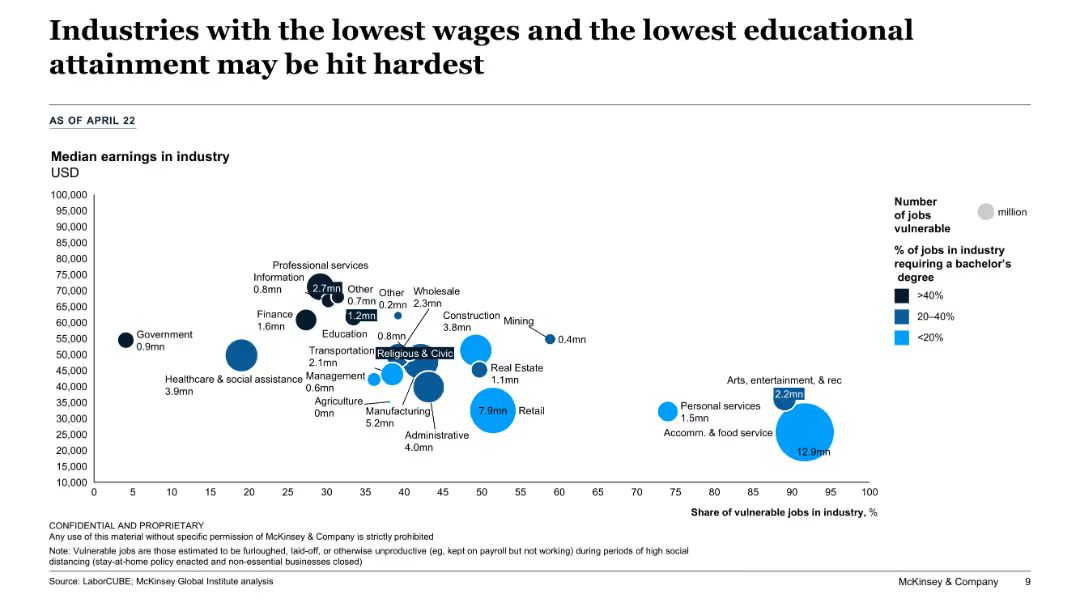 Industries with the lowest wages and the lowest educational
attainment may be hit hardest
AS OF APRIL 22
Median earnings in industry
USD
100,000
95,000
90,000
85,000
80,000
75,000
70,000
65,000
60,000
55,000
50,000
45,000
40,000
35,000
30,000
25,000
20,000
15,000
10,000
0
5
10
15
20
25
30
35
40
45
50
55
60
65
70
75
80
85
90
95
100
Share of vulnerable jobs in industry, %
Professional services
2.7mn
Information
0.8mn
Other
0.7mn
Other
0.2mn
Wholesale
2.3mn
Finance
1.6mn
1.2mn
Education
Construction
3.8mn
Mining
0.4mn
Government
0.9mn
0.8mn
Religious & Civic
Transportation
2.1mn
Healthcare & social assistance
3.9mn
Management
0.6mn
Real Estate
1.1mn
Agriculture
0mn
Manufacturing
5.2mn
Administrative
4.0mn
7.9mn
Retail
Arts, entertainment, & rec
2.2mn
Personal services
1.5mn
Accomm. & food service
12.9mn
Number
of jobs
vulnerable
million
% of jobs in industry
requiring a bachelor's
degree
>40%
20–40%
<20%
CONFIDENTIAL AND PROPRIETARY
Any use of this material without specific permission of McKinsey & Company is strictly prohibited
Note: Vulnerable jobs are those estimated to be furloughed, laid-off, or otherwise unproductive (eg, kept on payroll but not working) during periods of high social
distancing (stay-at-home policy enacted and non-essential businesses closed)
Source: LaborCUBE; McKinsey Global Institute analysis
McKinsey & Company
9